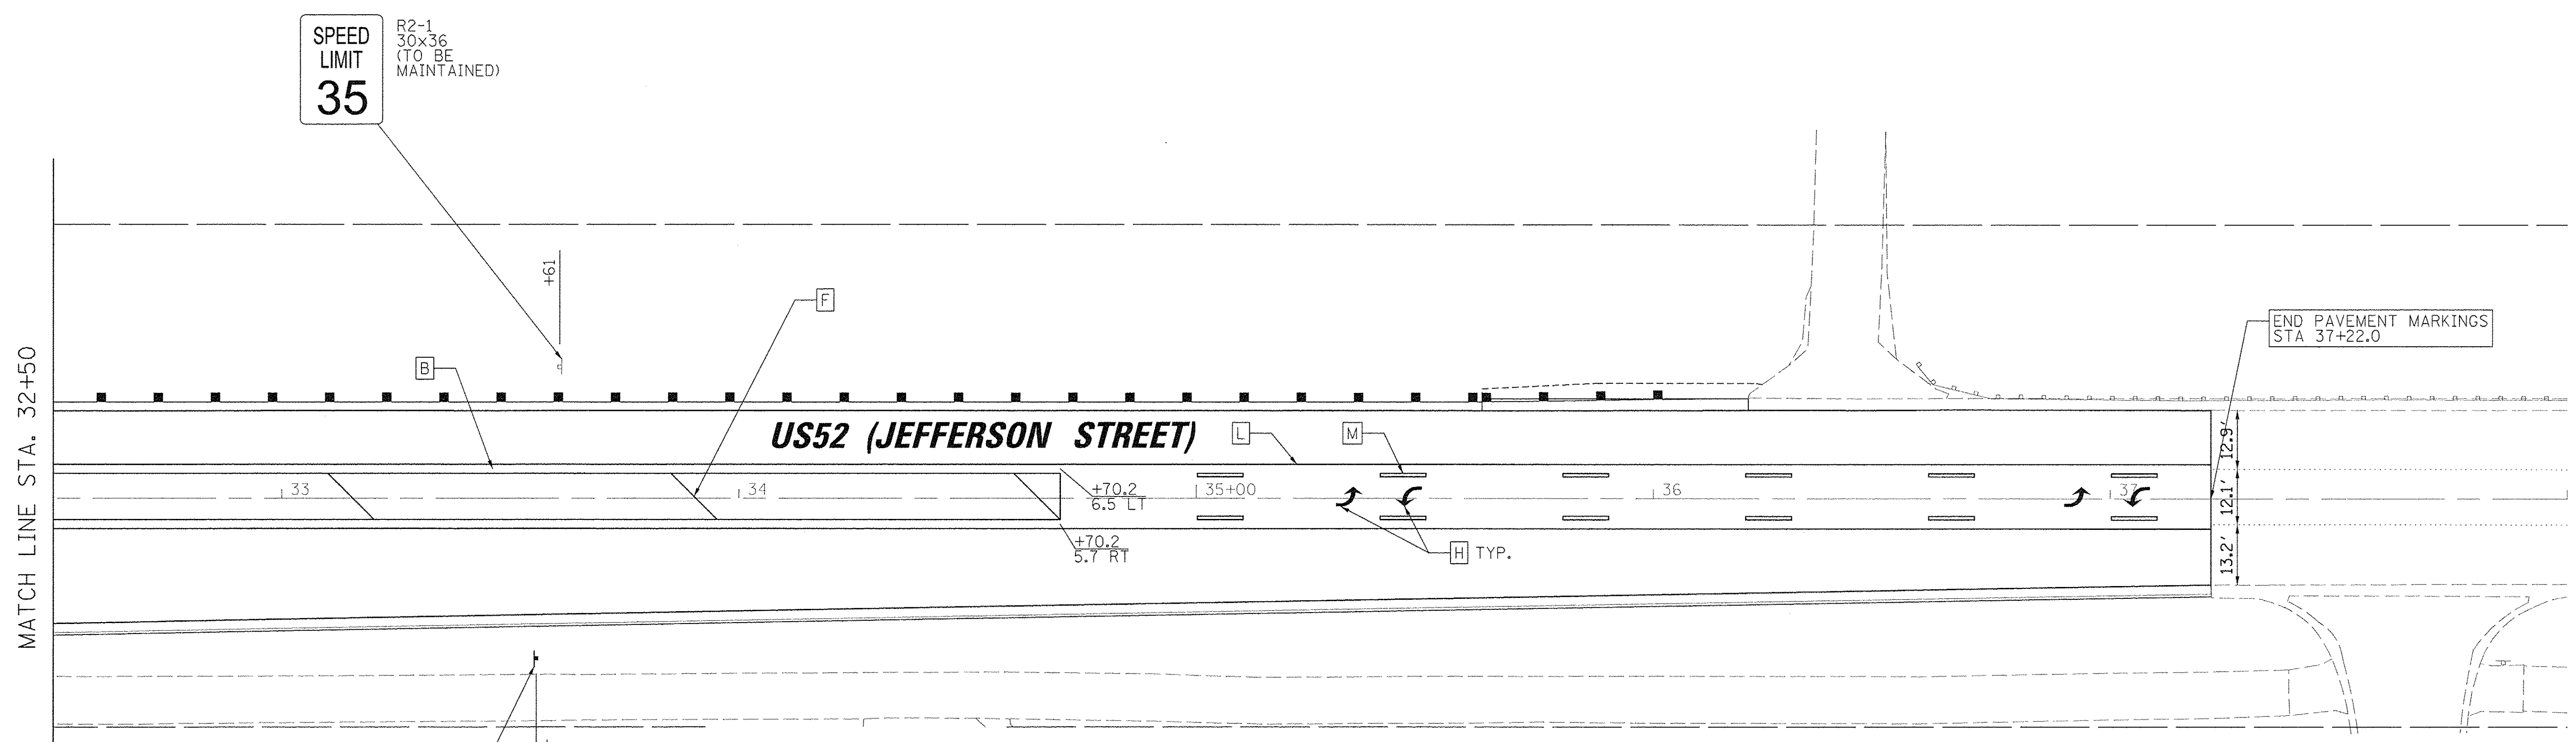 SPEED
LIMIT
35
R2-1
30x36
(TO BE
MAINTAINED)
+61
F
B
MATCH LINE STA. 32+50
US52 (JEFFERSON STREET)
L
M
END PAVEMENT MARKINGS
STA 37+22.0
12.9'
12.1'
13.2'
33
34
+70.2
6.5 LT
35+00
36
37
+70.2
5.7 RT
H TYP.